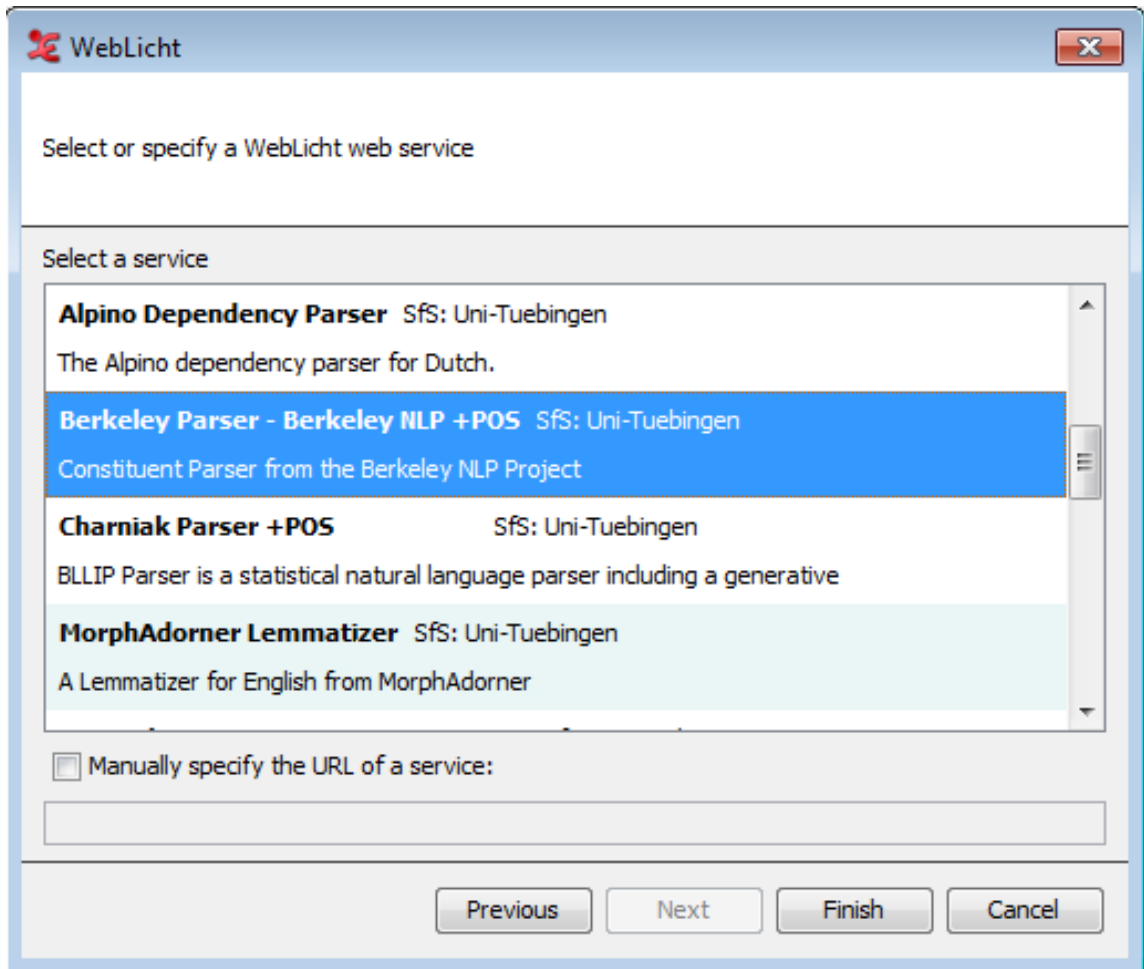 WebLicht
Select or specify a WebLicht web service
Select a service
Alpino Dependency Parser SfS: Uni-Tuebingen
The Alpino dependency parser for Dutch.
Berkeley Parser - Berkeley NLP +POS SfS: Uni-Tuebingen
Constituent Parser from the Berkeley NLP Project
Charniak Parser +POS SfS: Uni-Tuebingen
BLLIP Parser is a statistical natural language parser including a generative
MorphAdorner Lemmatizer SfS: Uni-Tuebingen
A Lemmatizer for English from MorphAdorner
Manually specify the URL of a service:
Previous Next Finish Cancel